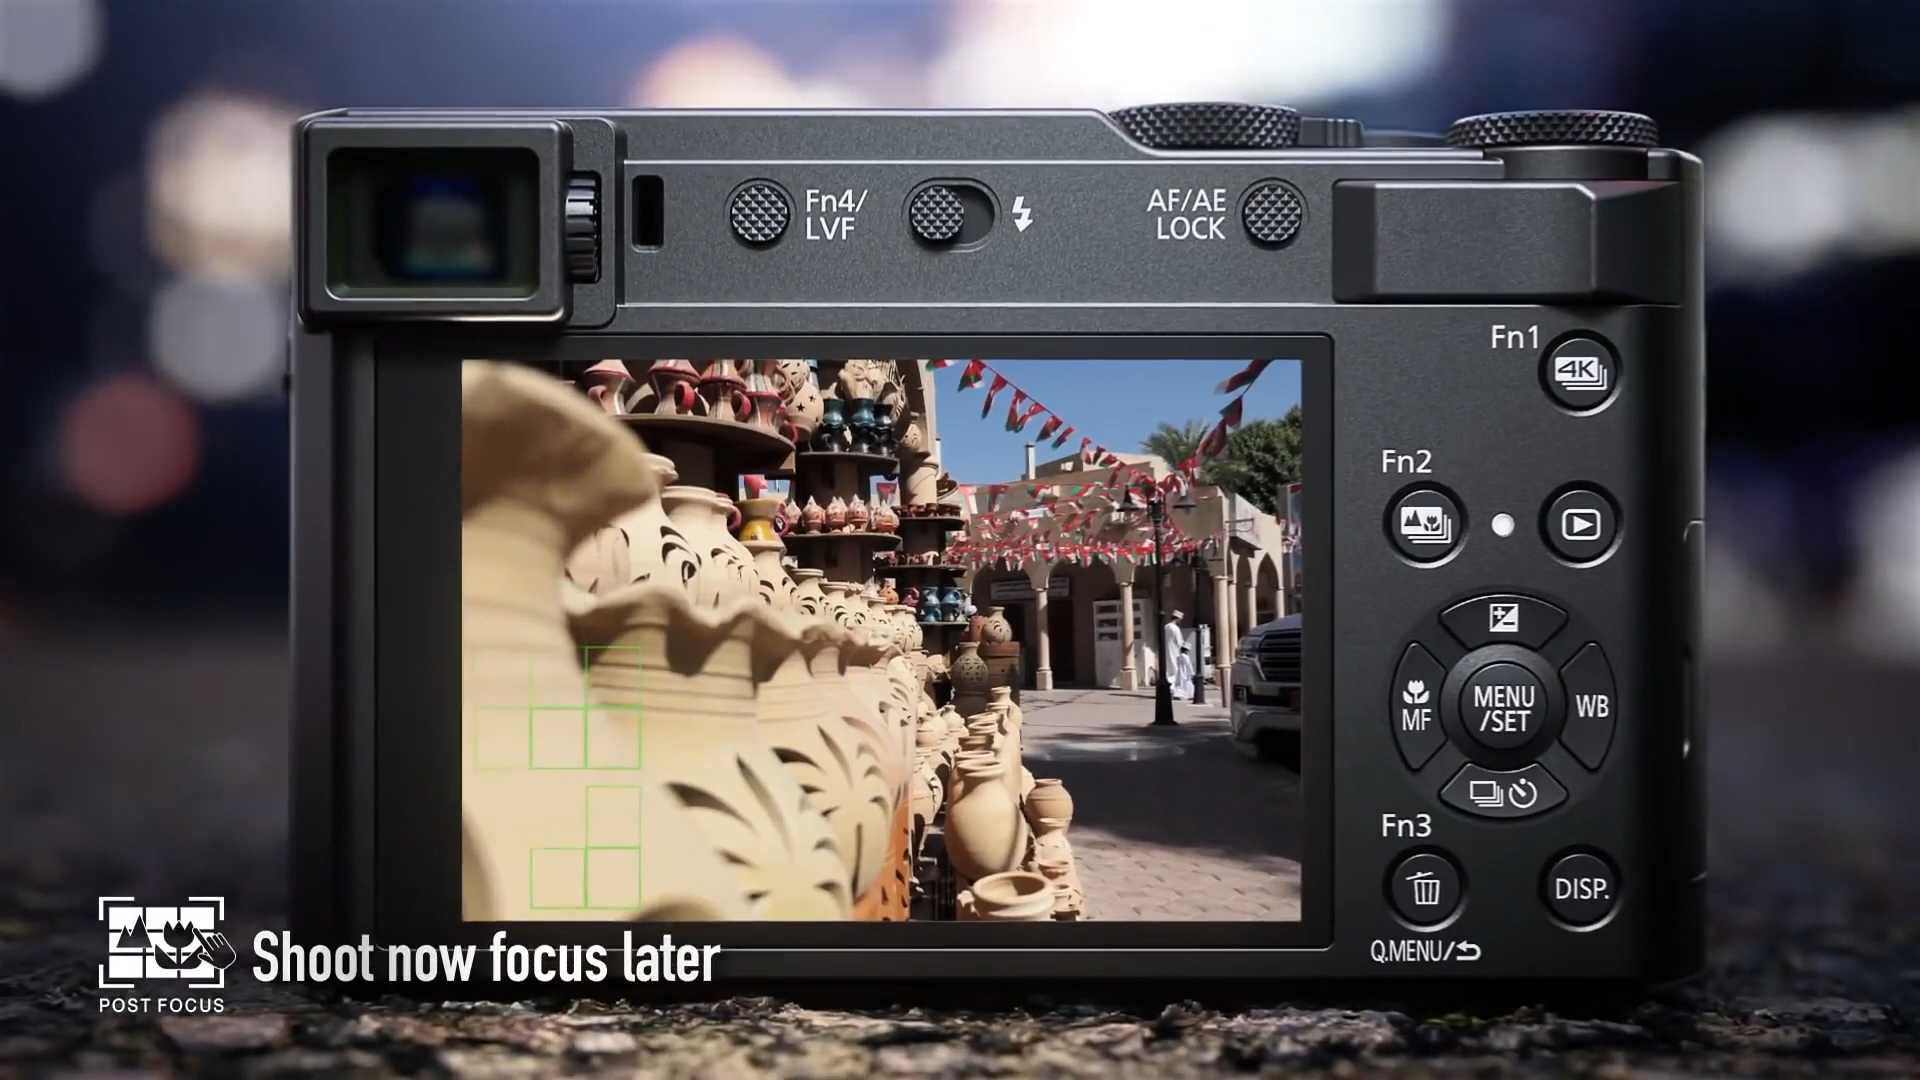 Fn4/
LVF
AF/AE
LOCK
Fn1
4K
Fn2
MENU
/SET
MF
WB
Fn3
DISP.
Q.MENU/
Shoot now focus later
POST FOCUS